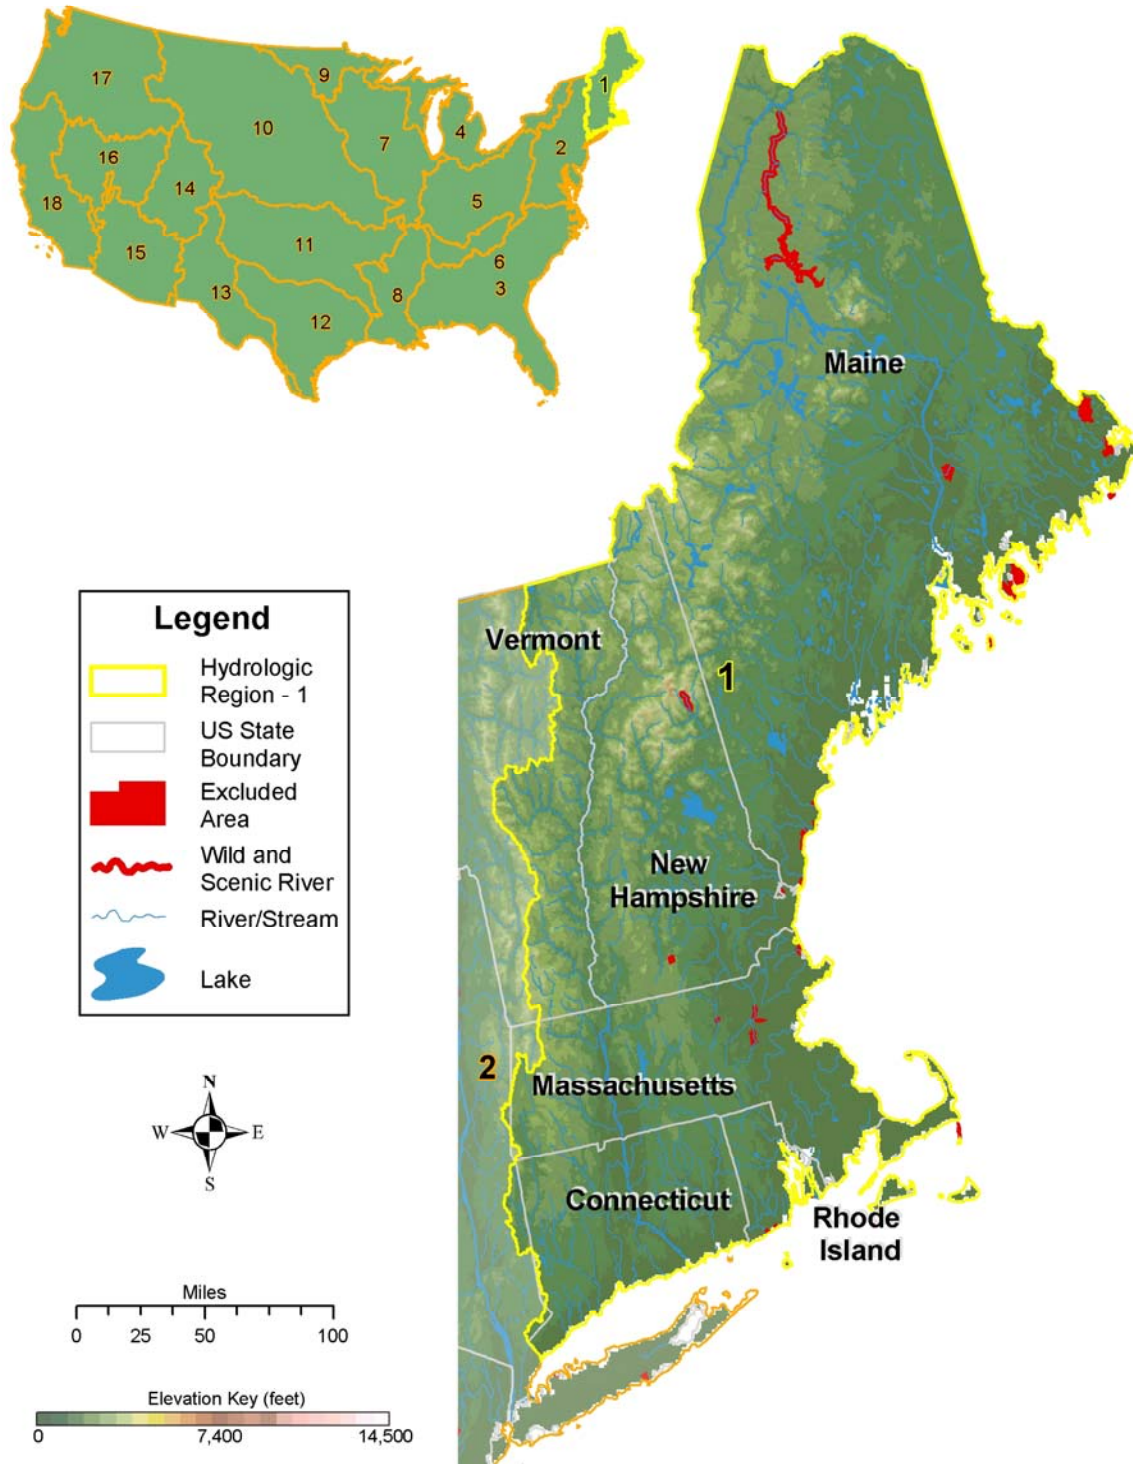 17
9
1
10
7
4
2
16
14
5
18
11
15
6
13
8
3
12
Maine
Legend
Hydrologic
Region - 1
US State
Boundary
Excluded
Area
Wild and
Scenic River
River/Stream
Lake
Vermont
1
New
Hampshire
2
Massachusetts
Connecticut
Rhode
Island
N
W
E
S
Miles
0 25 50 100
Elevation Key (feet)
0 7,400 14,500